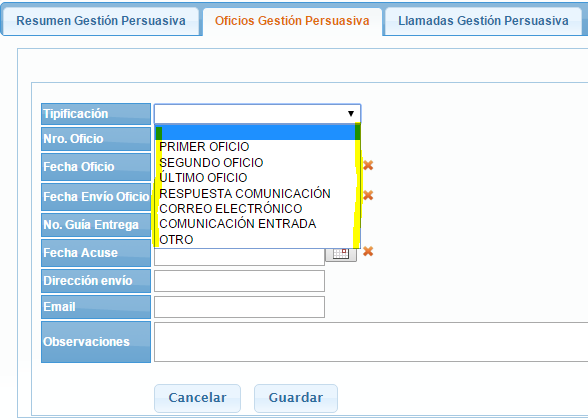 Resumen Gestión Persuasiva
Oficios Gestión Persuasiva
Llamadas Gestión Persuasiva
Tipificación
PRIMER OFICIO
SEGUNDO OFICIO
ÚLTIMO OFICIO
RESPUESTA COMUNICACIÓN
CORREO ELECTRÓNICO
COMUNICACIÓN ENTRADA
OTRO
Nro. Oficio
Fecha Oficio
Fecha Envío Oficio
No. Guía Entrega
Fecha Acuse
Dirección envío
Email
Observaciones
Cancelar
Guardar